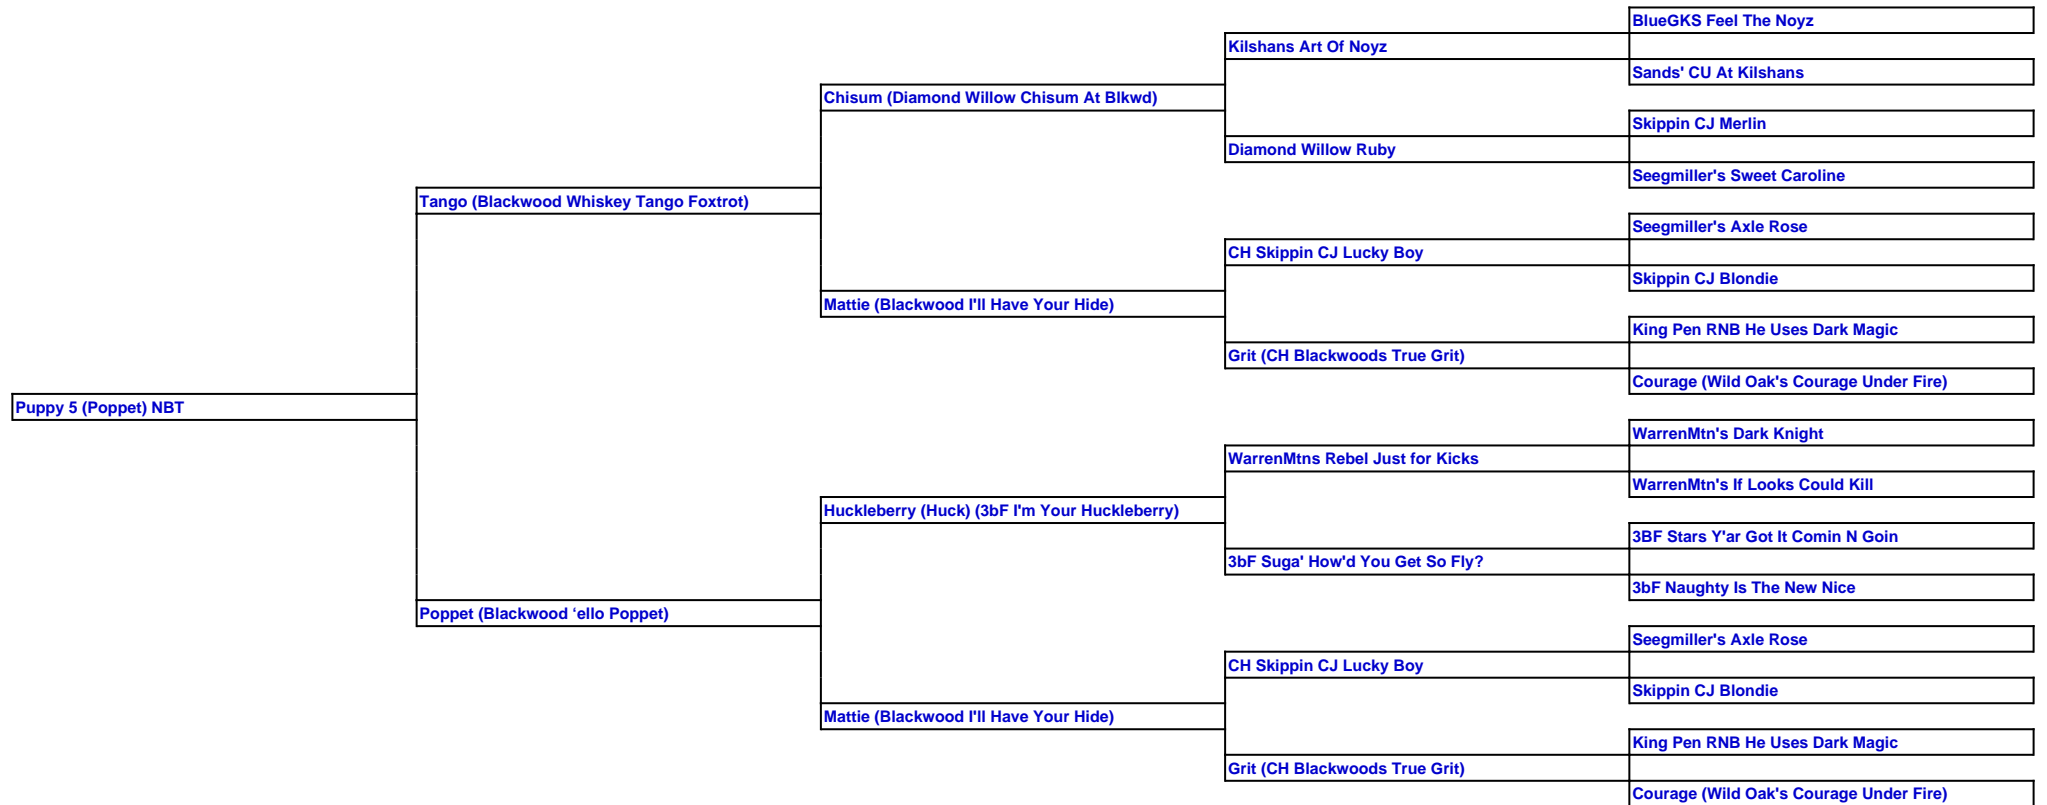 BlueGKS Feel The Noyz
Kilshans Art Of Noyz
Sands' CU At Kilshans
Chisum (Diamond Willow Chisum At Blkwd)
Skippin CJ Merlin
Diamond Willow Ruby
Seegmiller's Sweet Caroline
Tango (Blackwood Whiskey Tango Foxtrot)
Seegmiller's Axle Rose
CH Skippin CJ Lucky Boy
Skippin CJ Blondie
Mattie (Blackwood I'll Have Your Hide)
King Pen RNB He Uses Dark Magic
Grit (CH Blackwoods True Grit)
Courage (Wild Oak's Courage Under Fire)
Puppy 5 (Poppet) NBT
WarrenMtn's Dark Knight
WarrenMtns Rebel Just for Kicks
WarrenMtn's If Looks Could Kill
Huckleberry (Huck) (3bF I'm Your Huckleberry)
3BF Stars Y'ar Got It Comin N Goin
3bF Suga' How'd You Get So Fly?
3bF Naughty Is The New Nice
Poppet (Blackwood ‘ello Poppet)
Seegmiller's Axle Rose
CH Skippin CJ Lucky Boy
Skippin CJ Blondie
Mattie (Blackwood I'll Have Your Hide)
King Pen RNB He Uses Dark Magic
Grit (CH Blackwoods True Grit)
Courage (Wild Oak's Courage Under Fire)